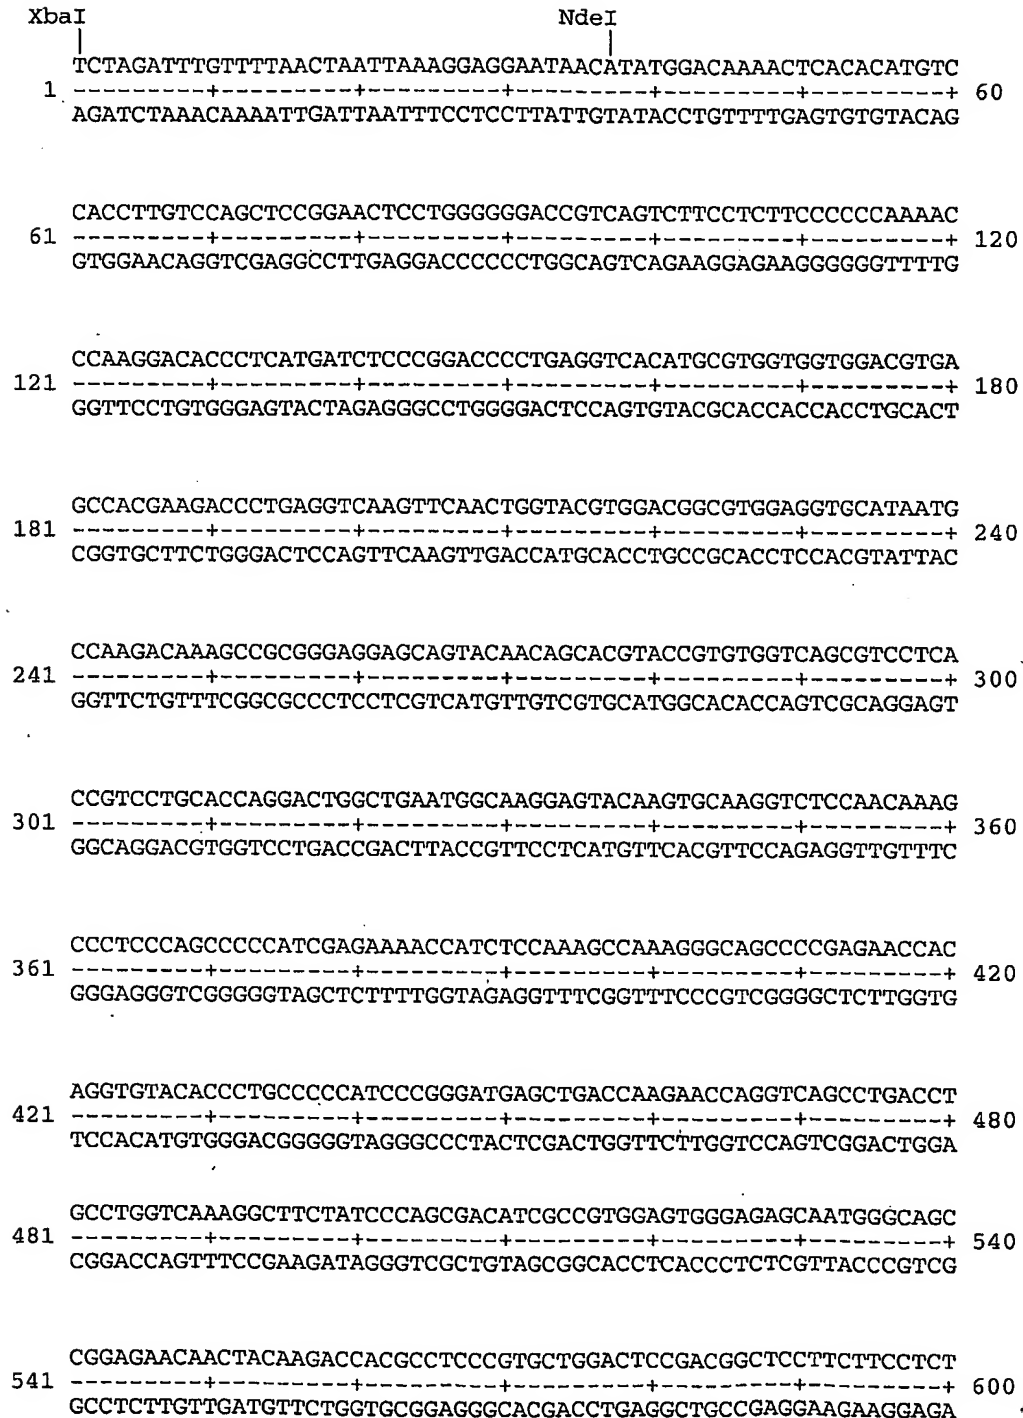 XbaI NdeI
| |
TCTAGATTTGTTTTAACTAATTAAAGGAGGAATAACATATGGACAAAACTCACACATGTC
1 ---------+---------+---------+---------+---------+---------+ 60
AGATCTAAACAAAATTGATTAATTTCCTCCTTATTGTATACCTGTTTTGAGTGTGTACAG
CACCTTGTCCAGCTCCGGAACTCCTGGGGGGACCGTCAGTCTTCCTCTTCCCCCCAAAAC
61 ---------+---------+---------+---------+---------+---------+ 120
GTGGAACAGGTCGAGGCCTTGAGGACCCCCCTGGCAGTCAGAAGGAGAAGGGGGGTTTTG
CCAAGGACACCCTCATGATCTCCCGGACCCCTGAGGTCACATGCGTGGTGGTGGACGTGA
121 ---------+---------+---------+---------+---------+---------+ 180
GGTTCCTGTGGGAGTACTAGAGGGCCTGGGGACTCCAGTGTACGCACCACCACCTGCACT
GCCACGAAGACCCTGAGGTCAAGTTCAACTGGTACGTGGACGGCGTGGAGGTGCATAATG
181 ---------+---------+---------+---------+---------+---------+ 240
CGGTGCTTCTGGGACTCCAGTTCAAGTTGACCATGCACCTGCCGCACCTCCACGTATTAC
CCAAGACAAAGCCGCGGGAGGAGCAGTACAACAGCACGTACCGTGTGGTCAGCGTCCTCA
241 ---------+---------+---------+---------+---------+---------+ 300
GGTTCTGTTTCGGCGCCCTCCTCGTCATGTTGTCGTGCATGGCACACCAGTCGCAGGAGT
CCGTCCTGCACCAGGACTGGCTGAATGGCAAGGAGTACAAGTGCAAGGTCTCCAACAAAG
301 ---------+---------+---------+---------+---------+---------+ 360
GGCAGGACGTGGTCCTGACCGACTTACCGTTCCTCATGTTCACGTTCCAGAGGTTGTTTC
CCCTCCCAGCCCCCATCGAGAAAACCATCTCCAAAGCCAAAGGGCAGCCCCGAGAACCAC
361 ---------+---------+---------+---------+---------+---------+ 420
GGGAGGGTCGGGGGTAGCTCTTTTGGTAGAGGTTTCGGTTTCCCGTCGGGGCTCTTGGTG
AGGTGTACACCCTGCCCCCATCCCGGGATGAGCTGACCAAGAACCAGGTCAGCCTGACCT
421 ---------+---------+---------+---------+---------+---------+ 480
TCCACATGTGGGACGGGGGTAGGGCCCTACTCGACTGGTTCTTGGTCCAGTCGGACTGGA
GCCTGGTCAAAGGCTTCTATCCCAGCGACATCGCCGTGGAGTGGGAGAGCAATGGGCAGC
481 ---------+---------+---------+---------+---------+---------+ 540
CGGACCAGTTTCCGAAGATAGGGTCGCTGTAGCGGCACCTCACCCTCTCGTTACCCGTCG
CGGAGAACAACTACAAGACCACGCCTCCCGTGCTGGACTCCGACGGCTCCTTCTTCCTCT
541 ---------+---------+---------+---------+---------+---------+ 600
GCCTCTTGTTGATGTTCTGGTGCGGAGGGCACGACCTGAGGCTGCCGAGGAAGAAGGAGA